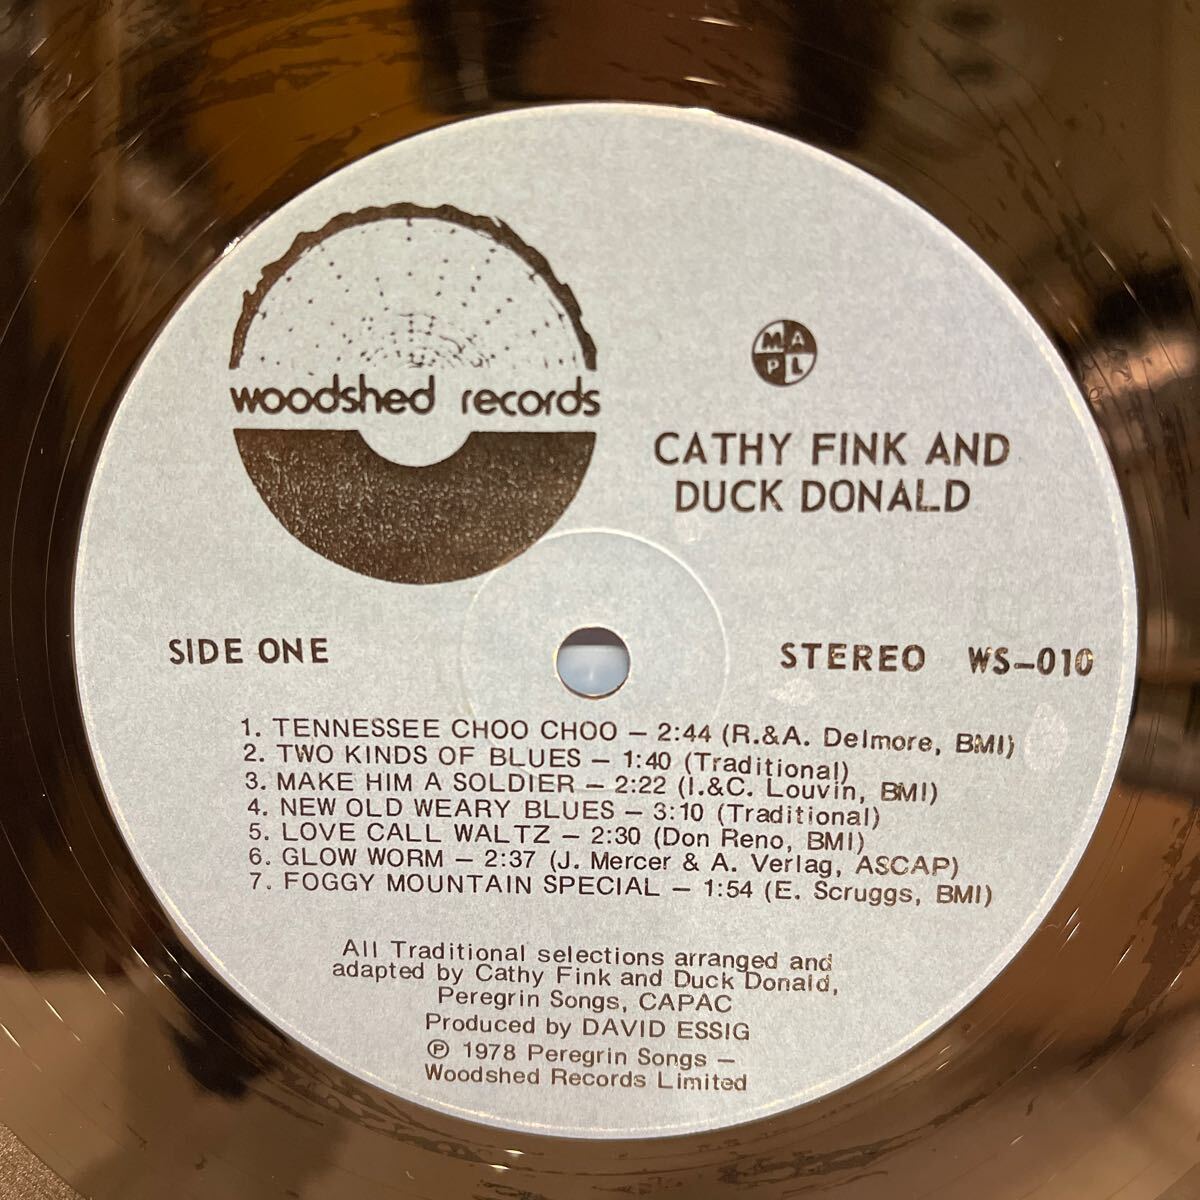 woodshed records
MAPL
CATHY FINK AND
DUCK DONALD
SIDE ONE
STEREO WS-010
1. TENNESSEE CHOO CHOO – 2:44 (R.&A. Delmore, BMI)
2. TWO KINDS OF BLUES – 1:40 (Traditional)
3. MAKE HIM A SOLDIER – 2:22 (I.&C. Louvin, BMI)
4. NEW OLD WEARY BLUES – 3:10 (Traditional)
5. LOVE CALL WALTZ – 2:30 (Don Reno, BMI)
6. GLOW WORM – 2:37 (J. Mercer & A. Verlag, ASCAP)
7. FOGGY MOUNTAIN SPECIAL – 1:54 (E. Scruggs, BMI)
All Traditional selections arranged and
adapted by Cathy Fink and Duck Donald,
Peregrin Songs, CAPAC
Produced by DAVID ESSIG
℗ 1978 Peregrin Songs –
Woodshed Records Limited